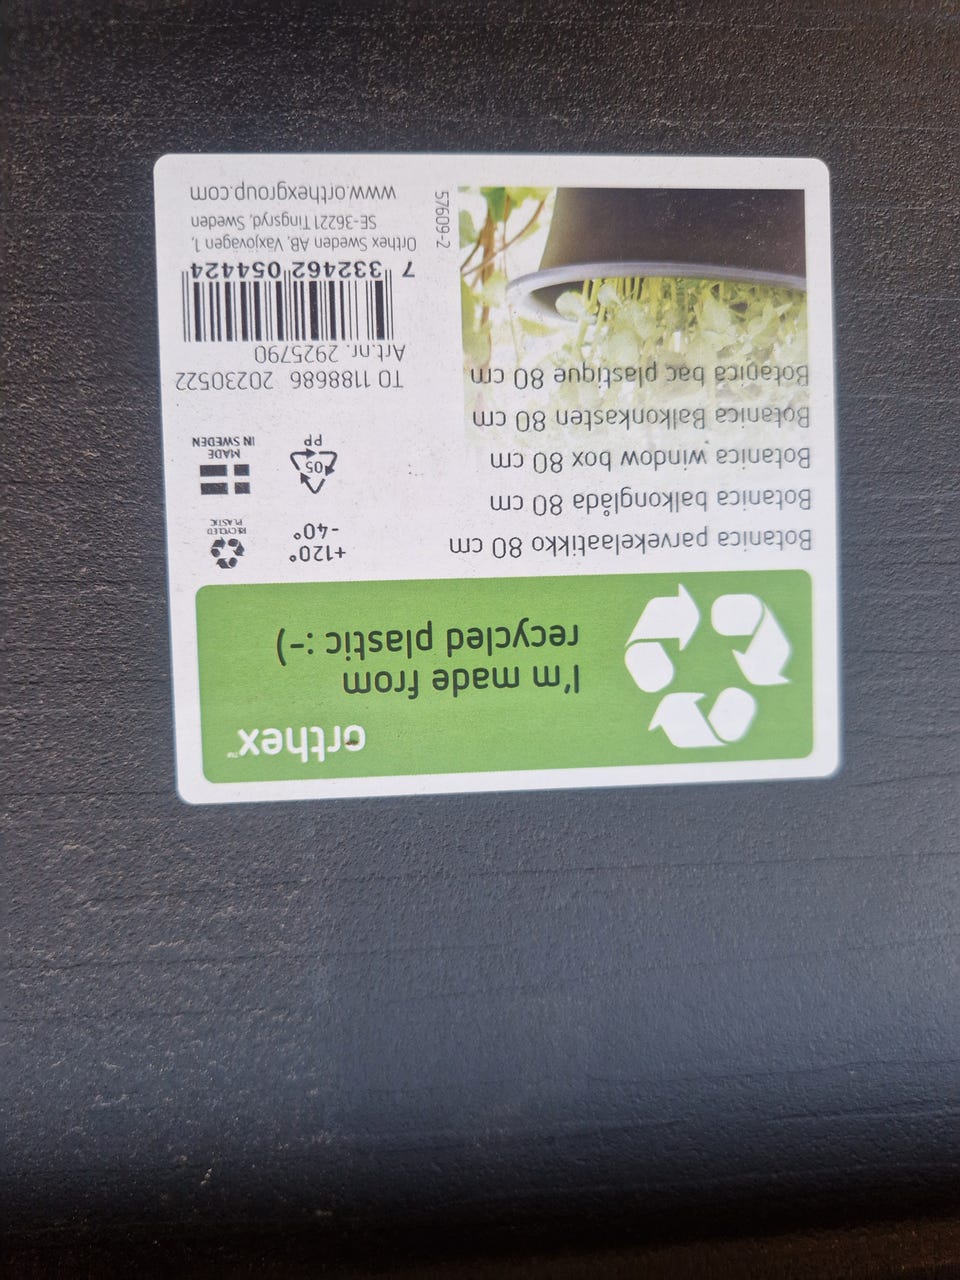 orthex™
I'm made from
recycled plastic :-)
Botanica parvekelaatikko 80 cm
Botanica balkonglåda 80 cm
Botanica window box 80 cm
Botanica Balkonkasten 80 cm
Botanica bac plastique 80 cm
+120°
-40°
RECYCLED
PLASTIC
05
PP
MADE
IN SWEDEN
TO 1188686 20230522
Art.nr. 2925790
7 332462 054424
Orthex Sweden AB, Växjövägen 1,
SE-36221 Tingsryd, Sweden
www.orthexgroup.com
57609-2